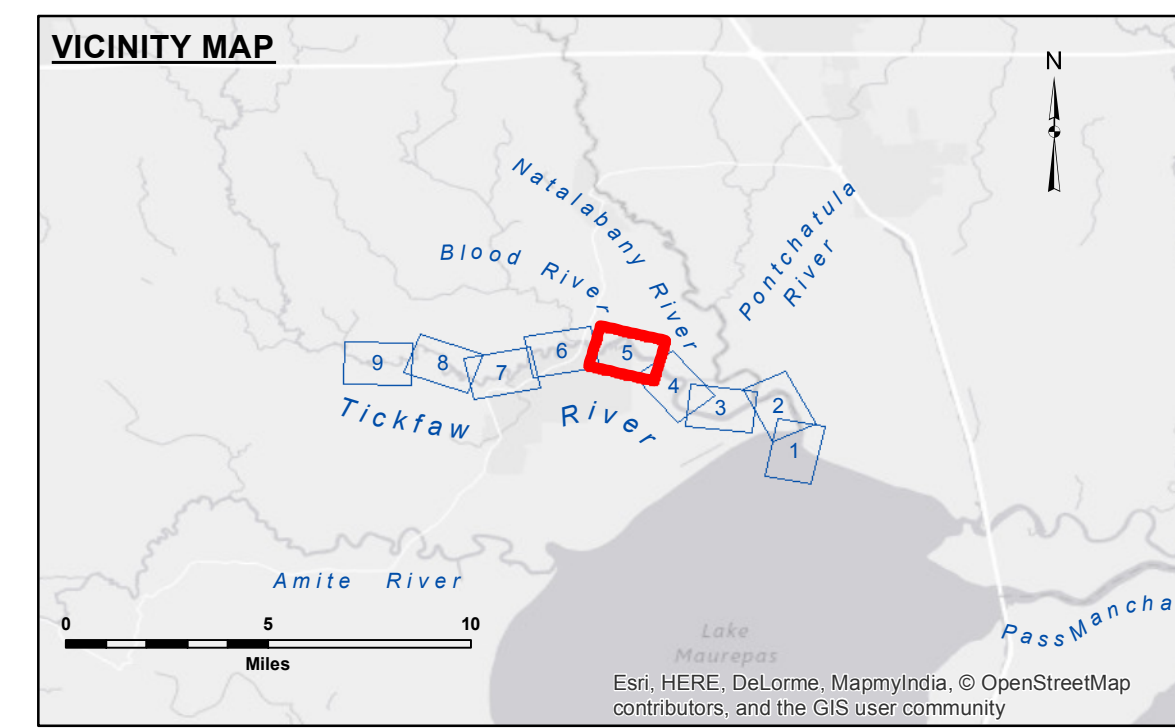 VICINITY MAP
N
Natalabany River
Pontchatula
River
Blood River
9
8
7
6
5
4
3
2
1
Tickfaw River
Amite River
0 5 10
Miles
Lake
Maurepas
PassMancha
Esri, HERE, DeLorme, MapmyIndia, © OpenStreetMap
contributors, and the GIS user community